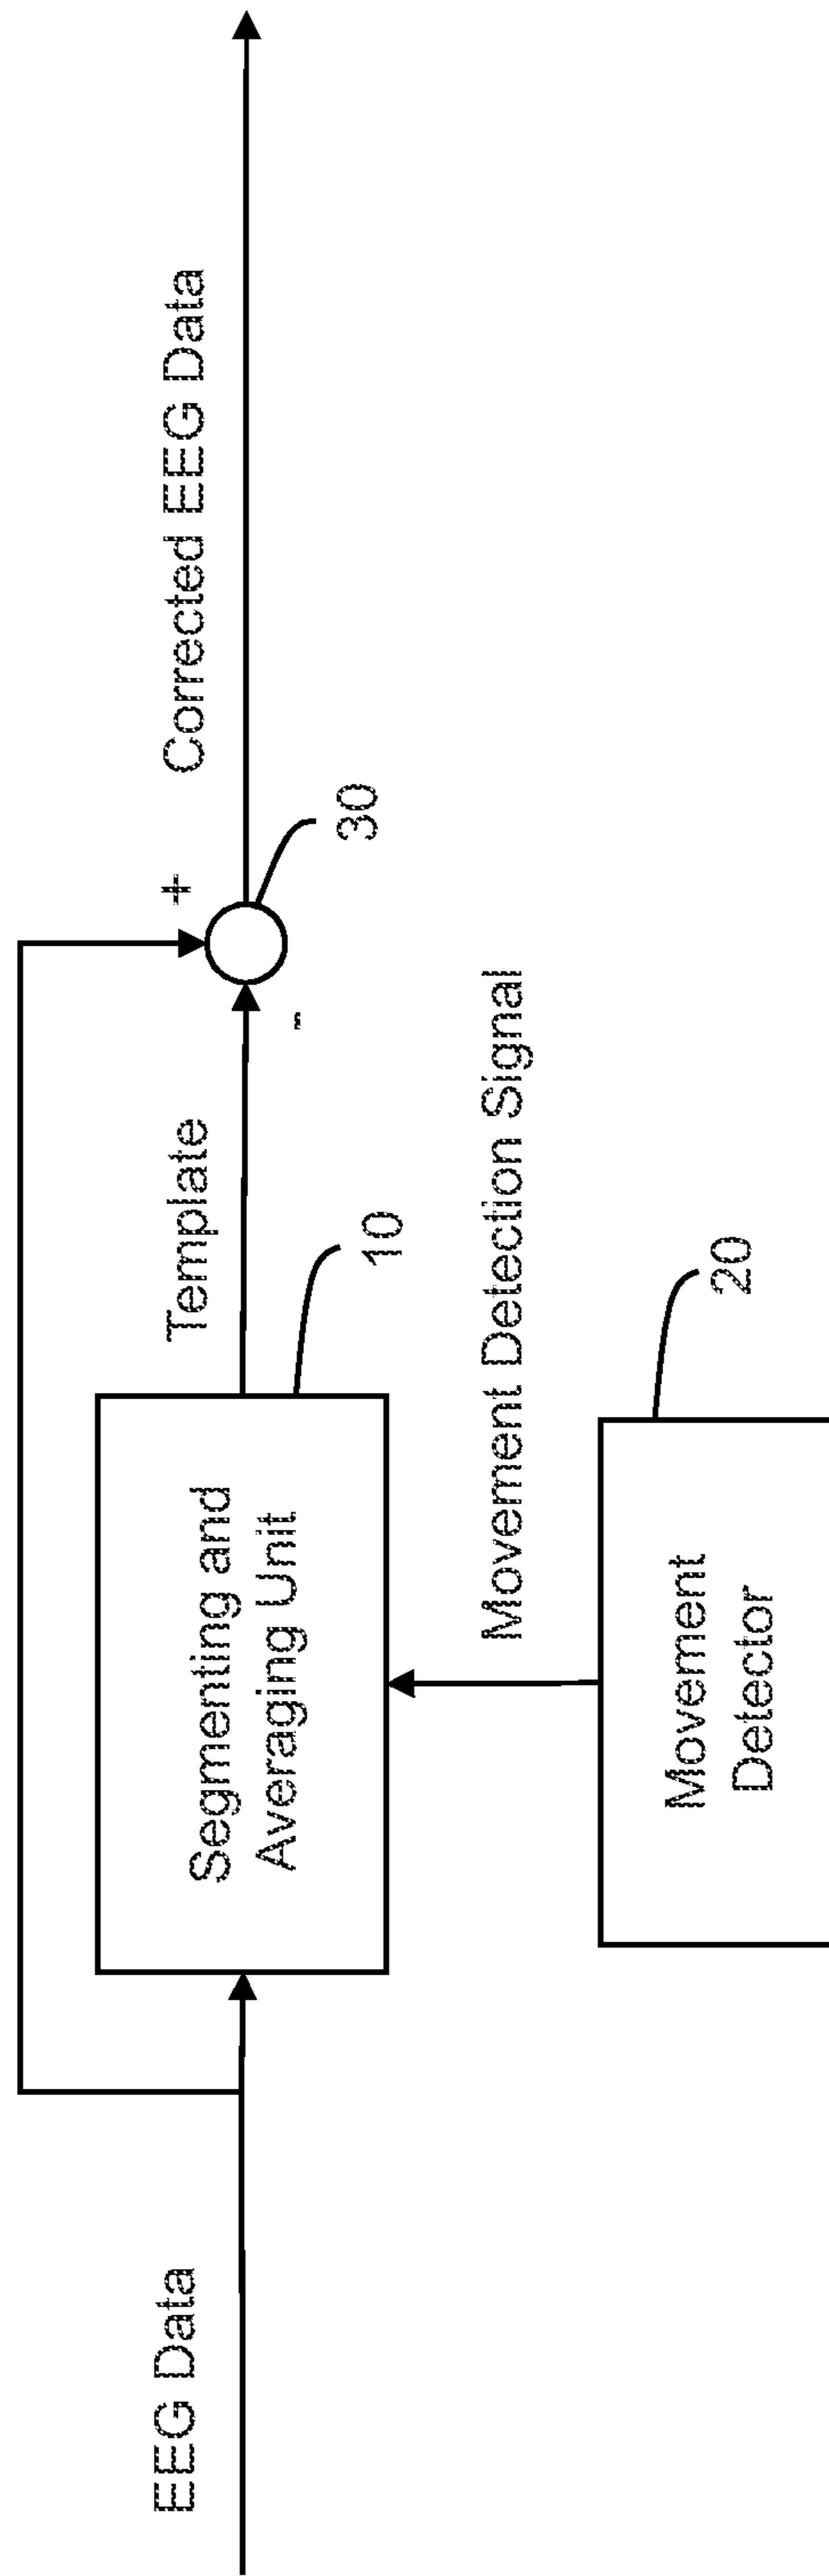 EEG Data
Segmenting and
Averaging Unit
10
Template
+
-
30
Corrected EEG Data
Movement Detection Signal
Movement
Detector
20